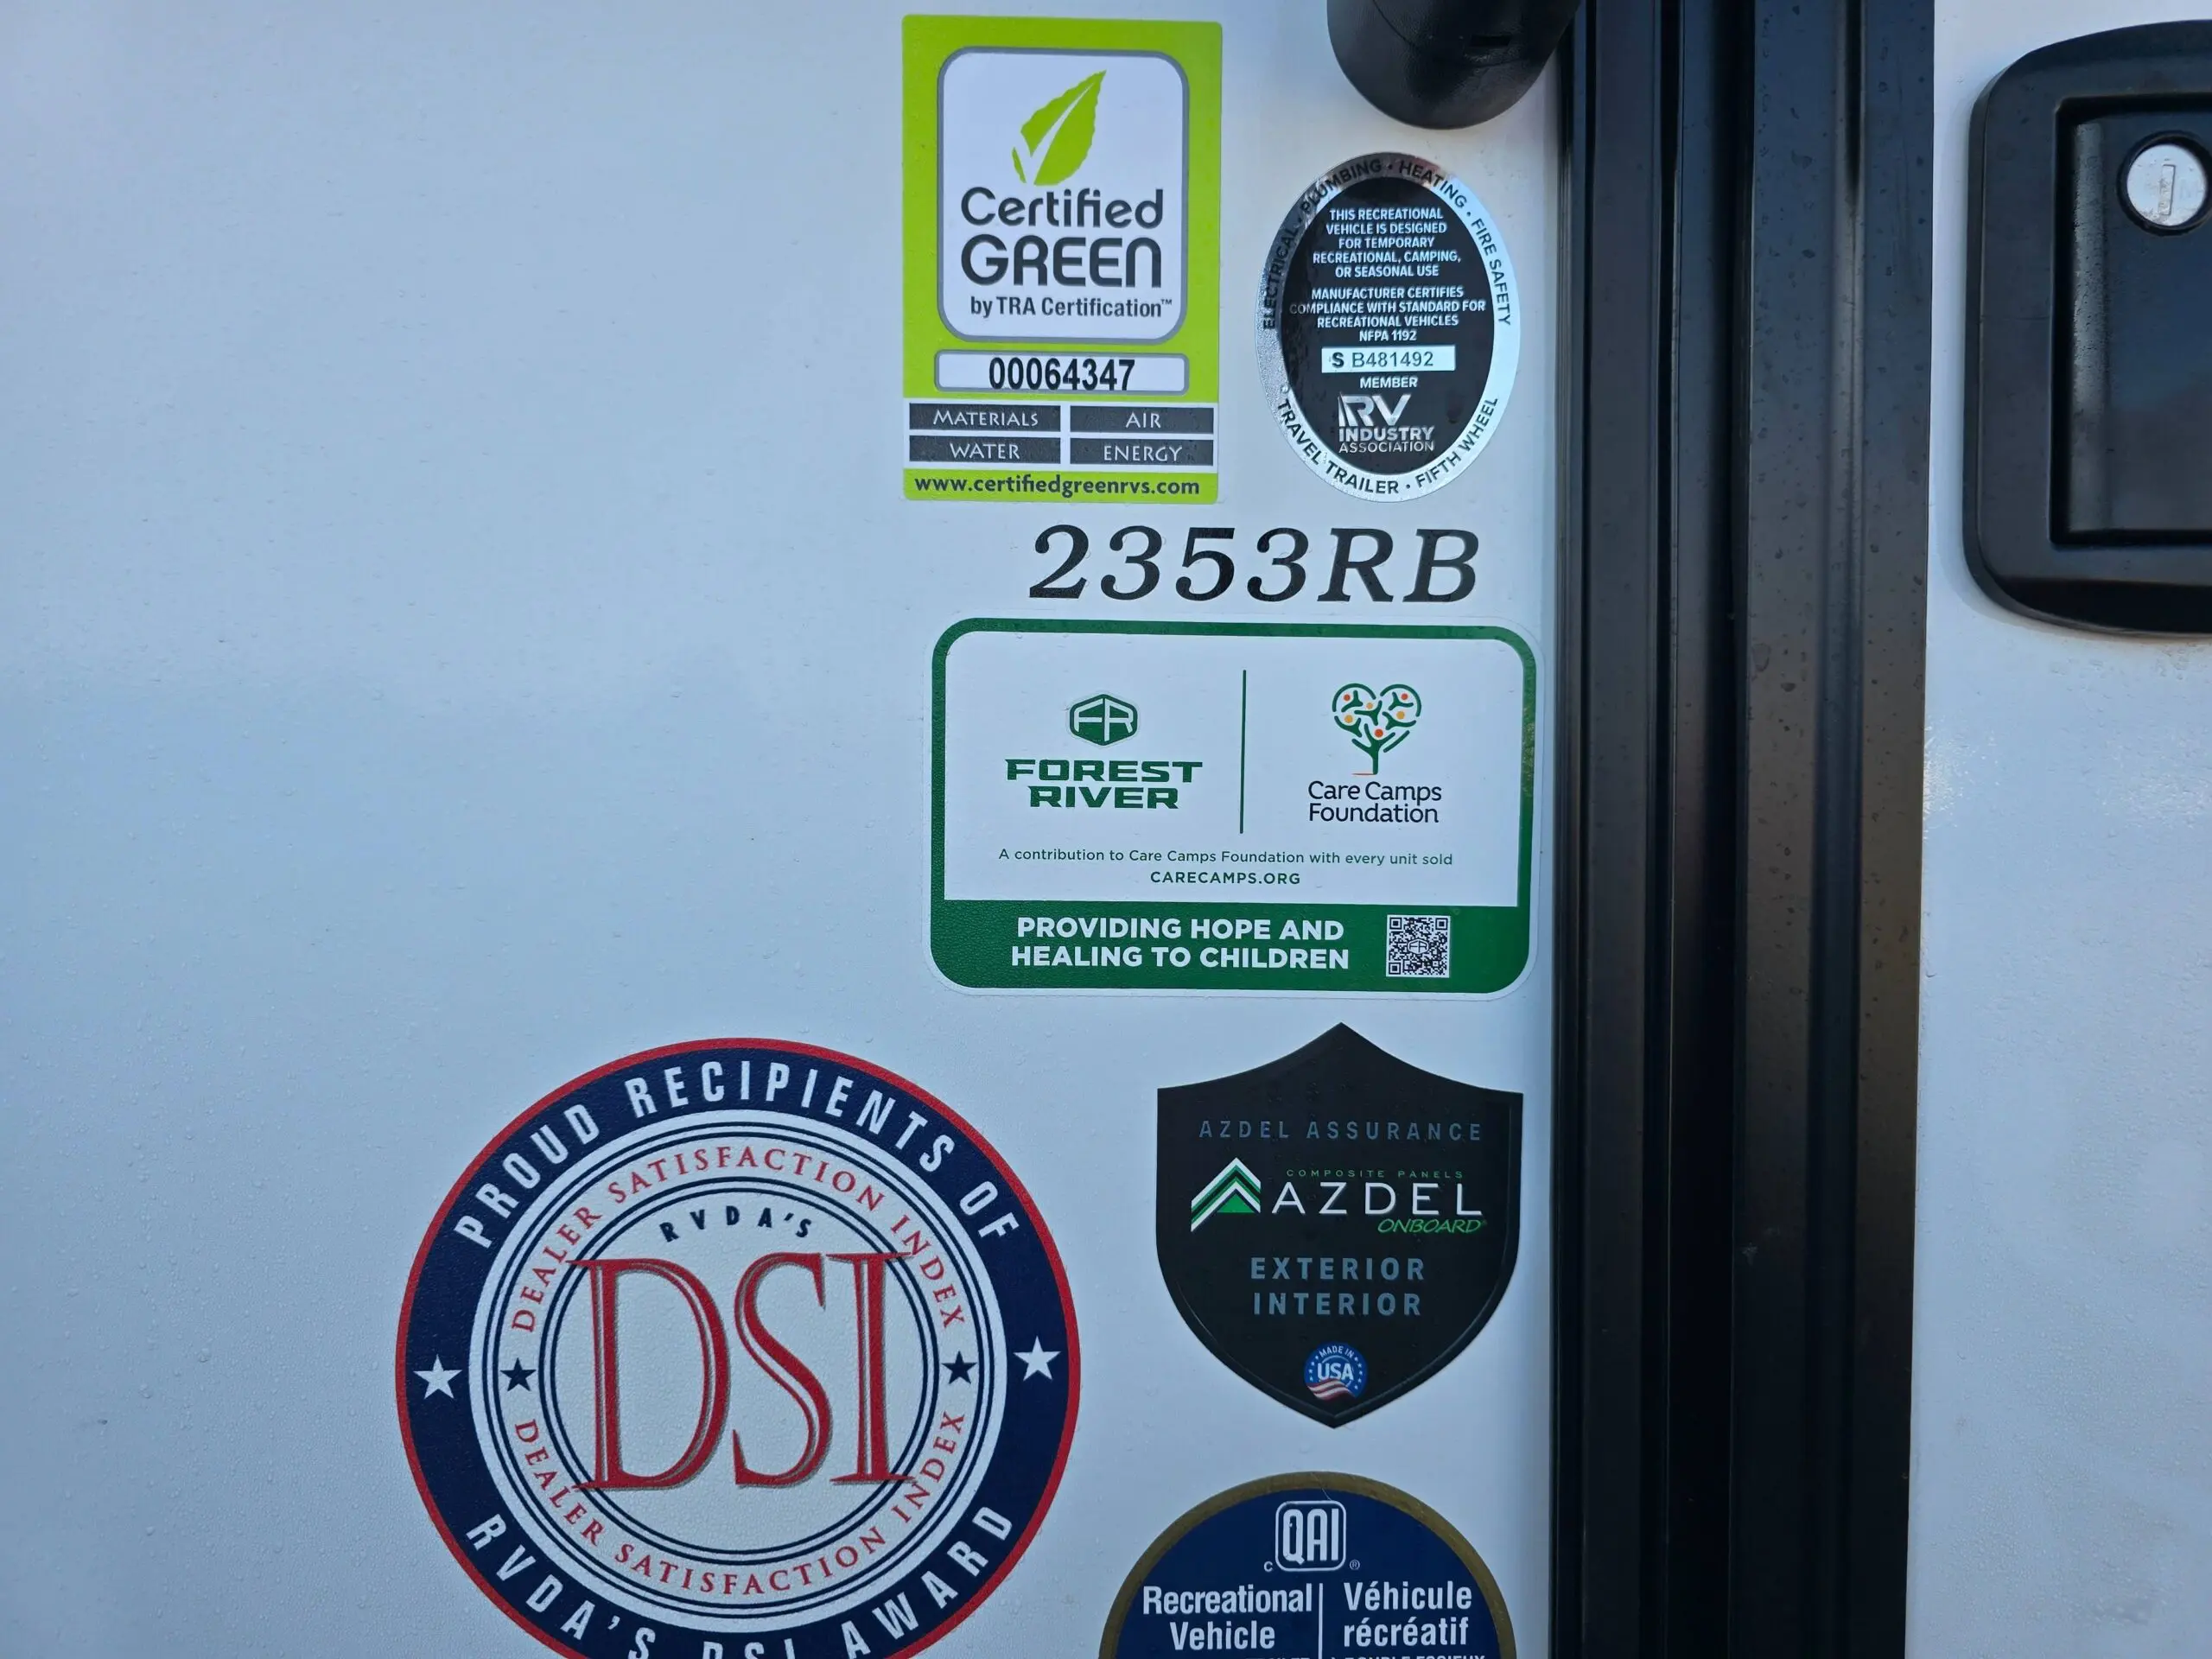 Certified
GREEN
by TRA Certification™
00064347
MATERIALS
AIR
WATER
ENERGY
www.certifiedgreenrvs.com
ELECTRICAL · PLUMBING · HEATING · FIRE SAFETY
THIS RECREATIONAL
VEHICLE IS DESIGNED
FOR TEMPORARY
RECREATIONAL, CAMPING,
OR SEASONAL USE
MANUFACTURER CERTIFIES
COMPLIANCE WITH STANDARD FOR
RECREATIONAL VEHICLES
NFPA 1192
S B481492
MEMBER
RV
INDUSTRY
ASSOCIATION
TRAVEL TRAILER · FIFTH WHEEL
2353RB
FR
FOREST
RIVER
Care Camps
Foundation
A contribution to Care Camps Foundation with every unit sold
CARECAMPS.ORG
PROVIDING HOPE AND
HEALING TO CHILDREN
PROUD RECIPIENTS OF
DEALER SATISFACTION INDEX
RVDA'S
DSI
DEALER SATISFACTION INDEX
RVDA'S DSI AWARD
AZDEL ASSURANCE
COMPOSITE PANELS
AZDEL
ONBOARD®
EXTERIOR
INTERIOR
MADE IN
USA
QAI
C ®
Recreational
Vehicle
Véhicule
récréatif